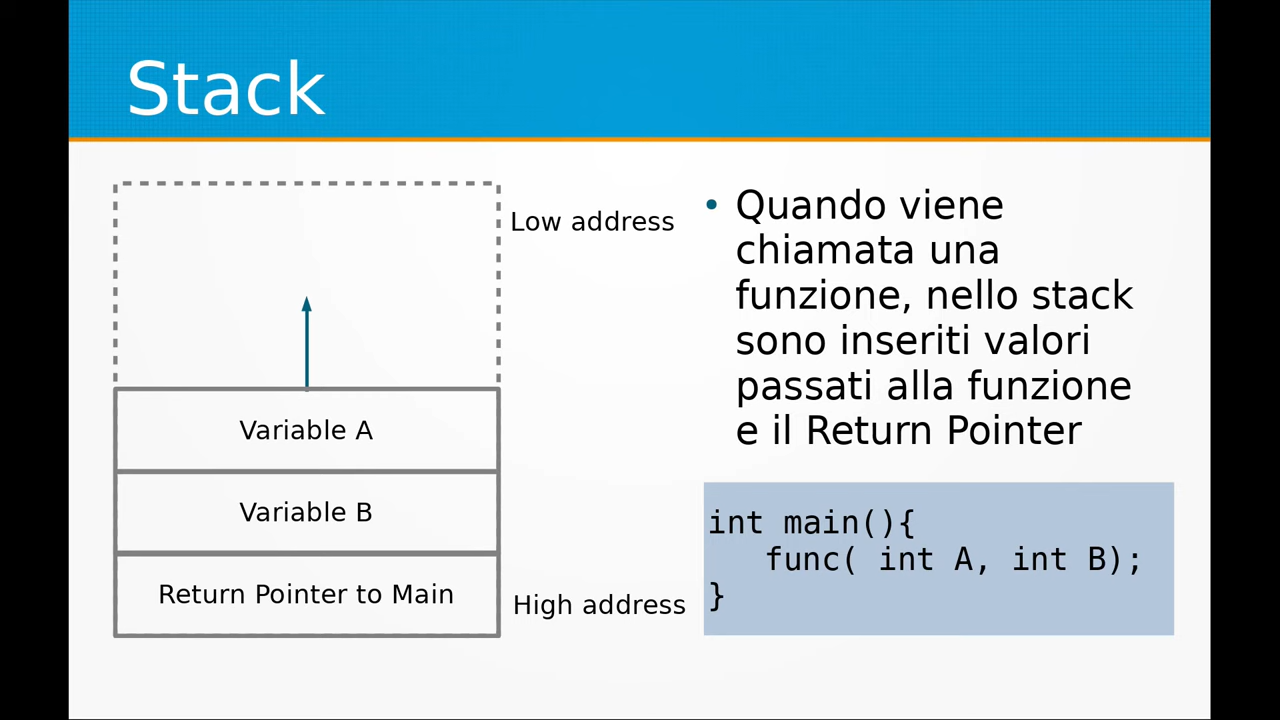 Stack
Low address
Variable A
Variable B
Return Pointer to Main
High address
• Quando viene
chiamata una
funzione, nello stack
sono inseriti valori
passati alla funzione
e il Return Pointer
int main(){
   func( int A, int B);
}